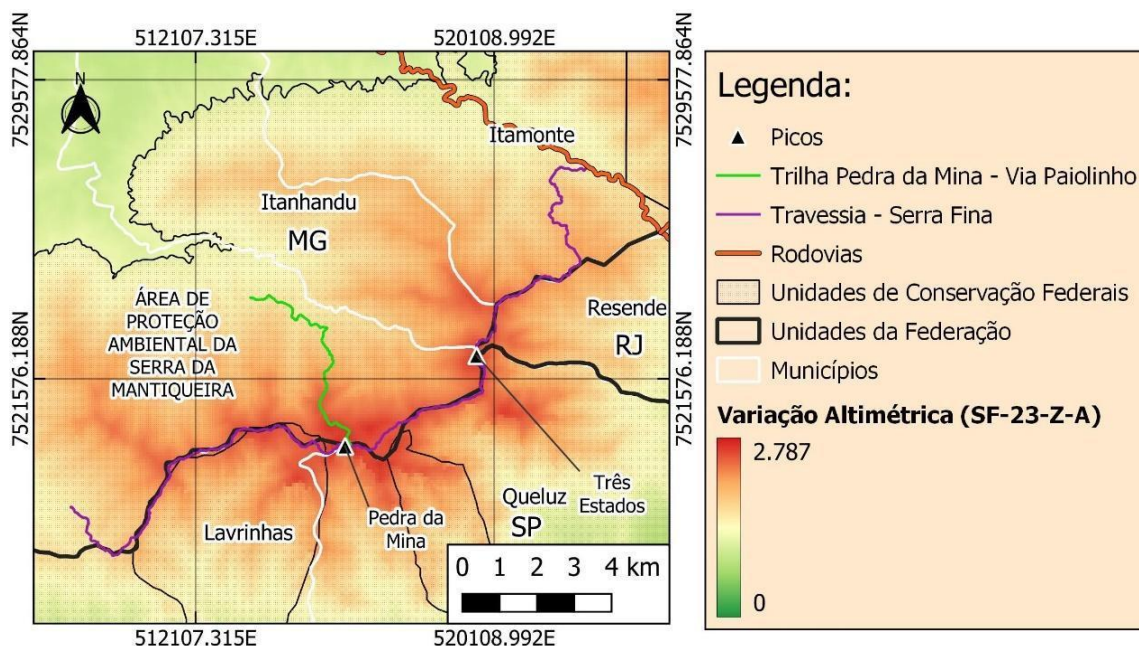 512107.315E
520108.992E
7529577.864N
7529577.864N
N
Itamonte
Itanhandu
MG
ÁREA DE
PROTEÇÃO
AMBIENTAL DA
SERRA DA
MANTIQUEIRA
Resende
RJ
7521576.188N
7521576.188N
Queluz
SP
Três
Estados
Lavrinhas
Pedra da
Mina
0 1 2 3 4 km
512107.315E
520108.992E
Legenda:
Picos
Trilha Pedra da Mina - Via Paiolinho
Travessia - Serra Fina
Rodovias
Unidades de Conservação Federais
Unidades da Federação
Municípios
Variação Altimétrica (SF-23-Z-A)
2.787
0